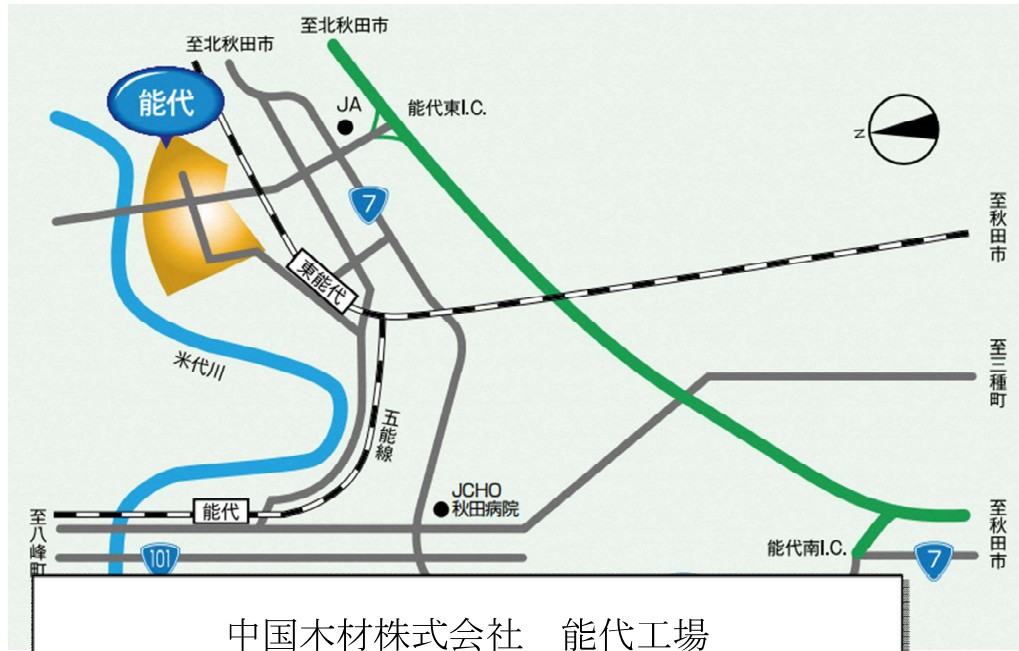 至北秋田市
至北秋田市
能代
JA
能代東I.C.
N
7
至秋田市
東能代
米代川
至三種町
五能線
JCHO
秋田病院
能代
至八峰町
101
能代南I.C.
7
至秋田市
中国木材株式会社　能代工場